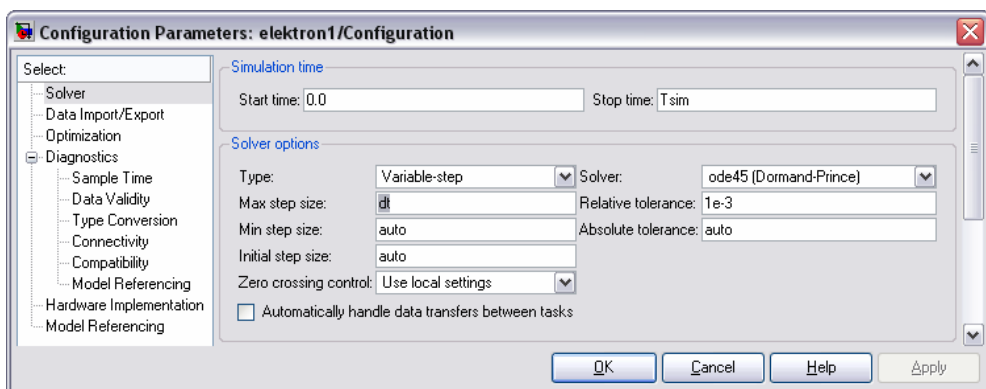 Configuration Parameters: elektron1/Configuration
Select:
Solver
Data Import/Export
Optimization
Diagnostics
Sample Time
Data Validity
Type Conversion
Connectivity
Compatibility
Model Referencing
Hardware Implementation
Model Referencing
Simulation time
Start time: 0.0 Stop time: Tsim
Solver options
Type: Variable-step Solver: ode45 (Dormand-Prince)
Max step size: dt Relative tolerance: 1e-3
Min step size: auto Absolute tolerance: auto
Initial step size: auto
Zero crossing control: Use local settings
Automatically handle data transfers between tasks
OK Cancel Help Apply